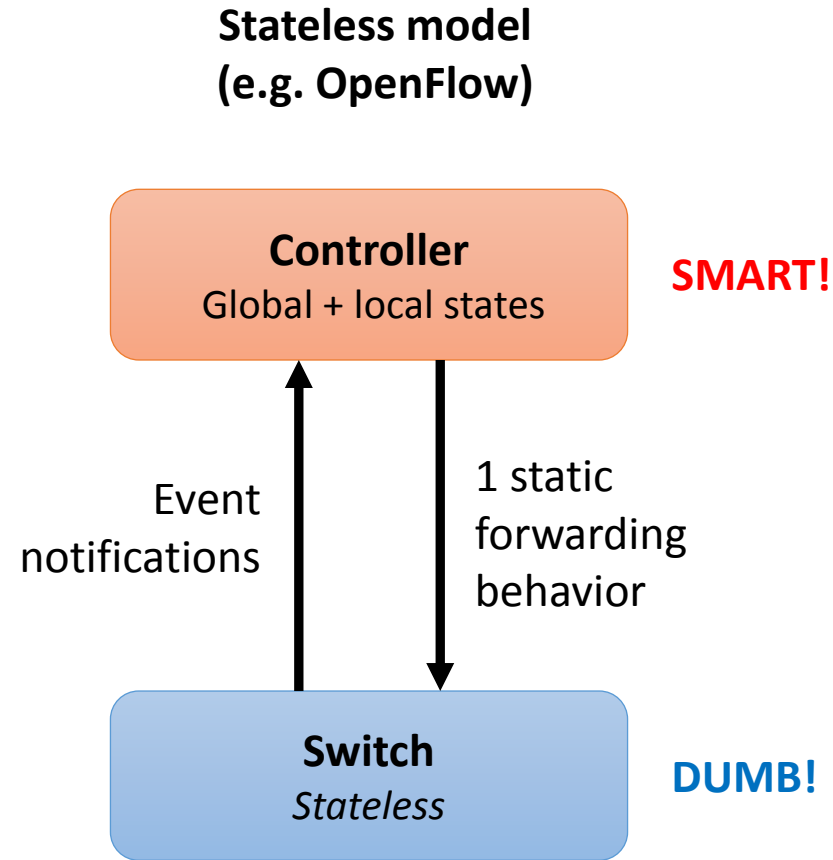 Stateless model
(e.g. OpenFlow)
Controller
Global + local states
SMART!
Event
notifications
1 static
forwarding
behavior
Switch
Stateless
DUMB!